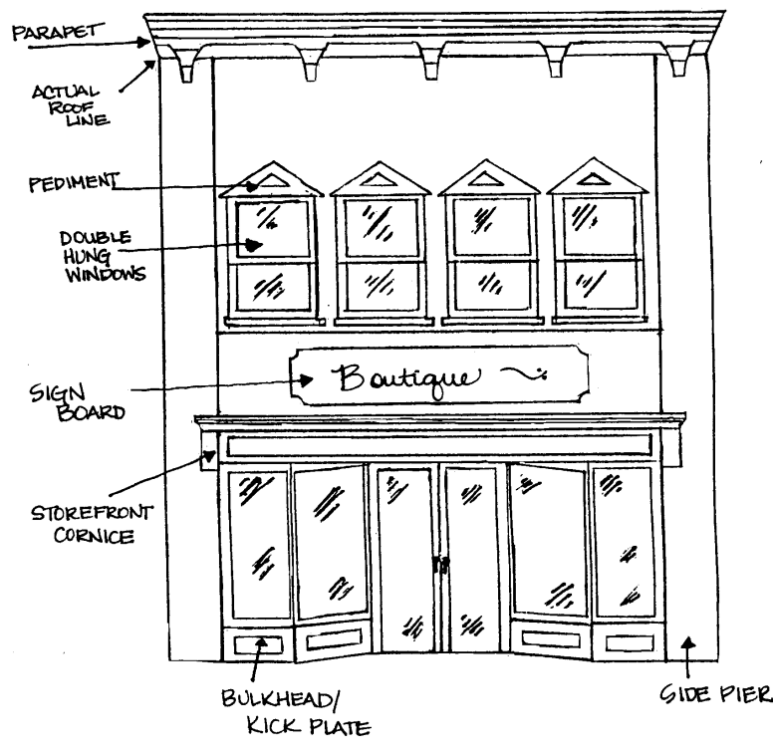 PARAPET
ACTUAL
ROOF
LINE
PEDIMENT
DOUBLE
HUNG
WINDOWS
Boutique
SIGN
BOARD
STOREFRONT
CORNICE
BULKHEAD/
KICK PLATE
SIDE PIER